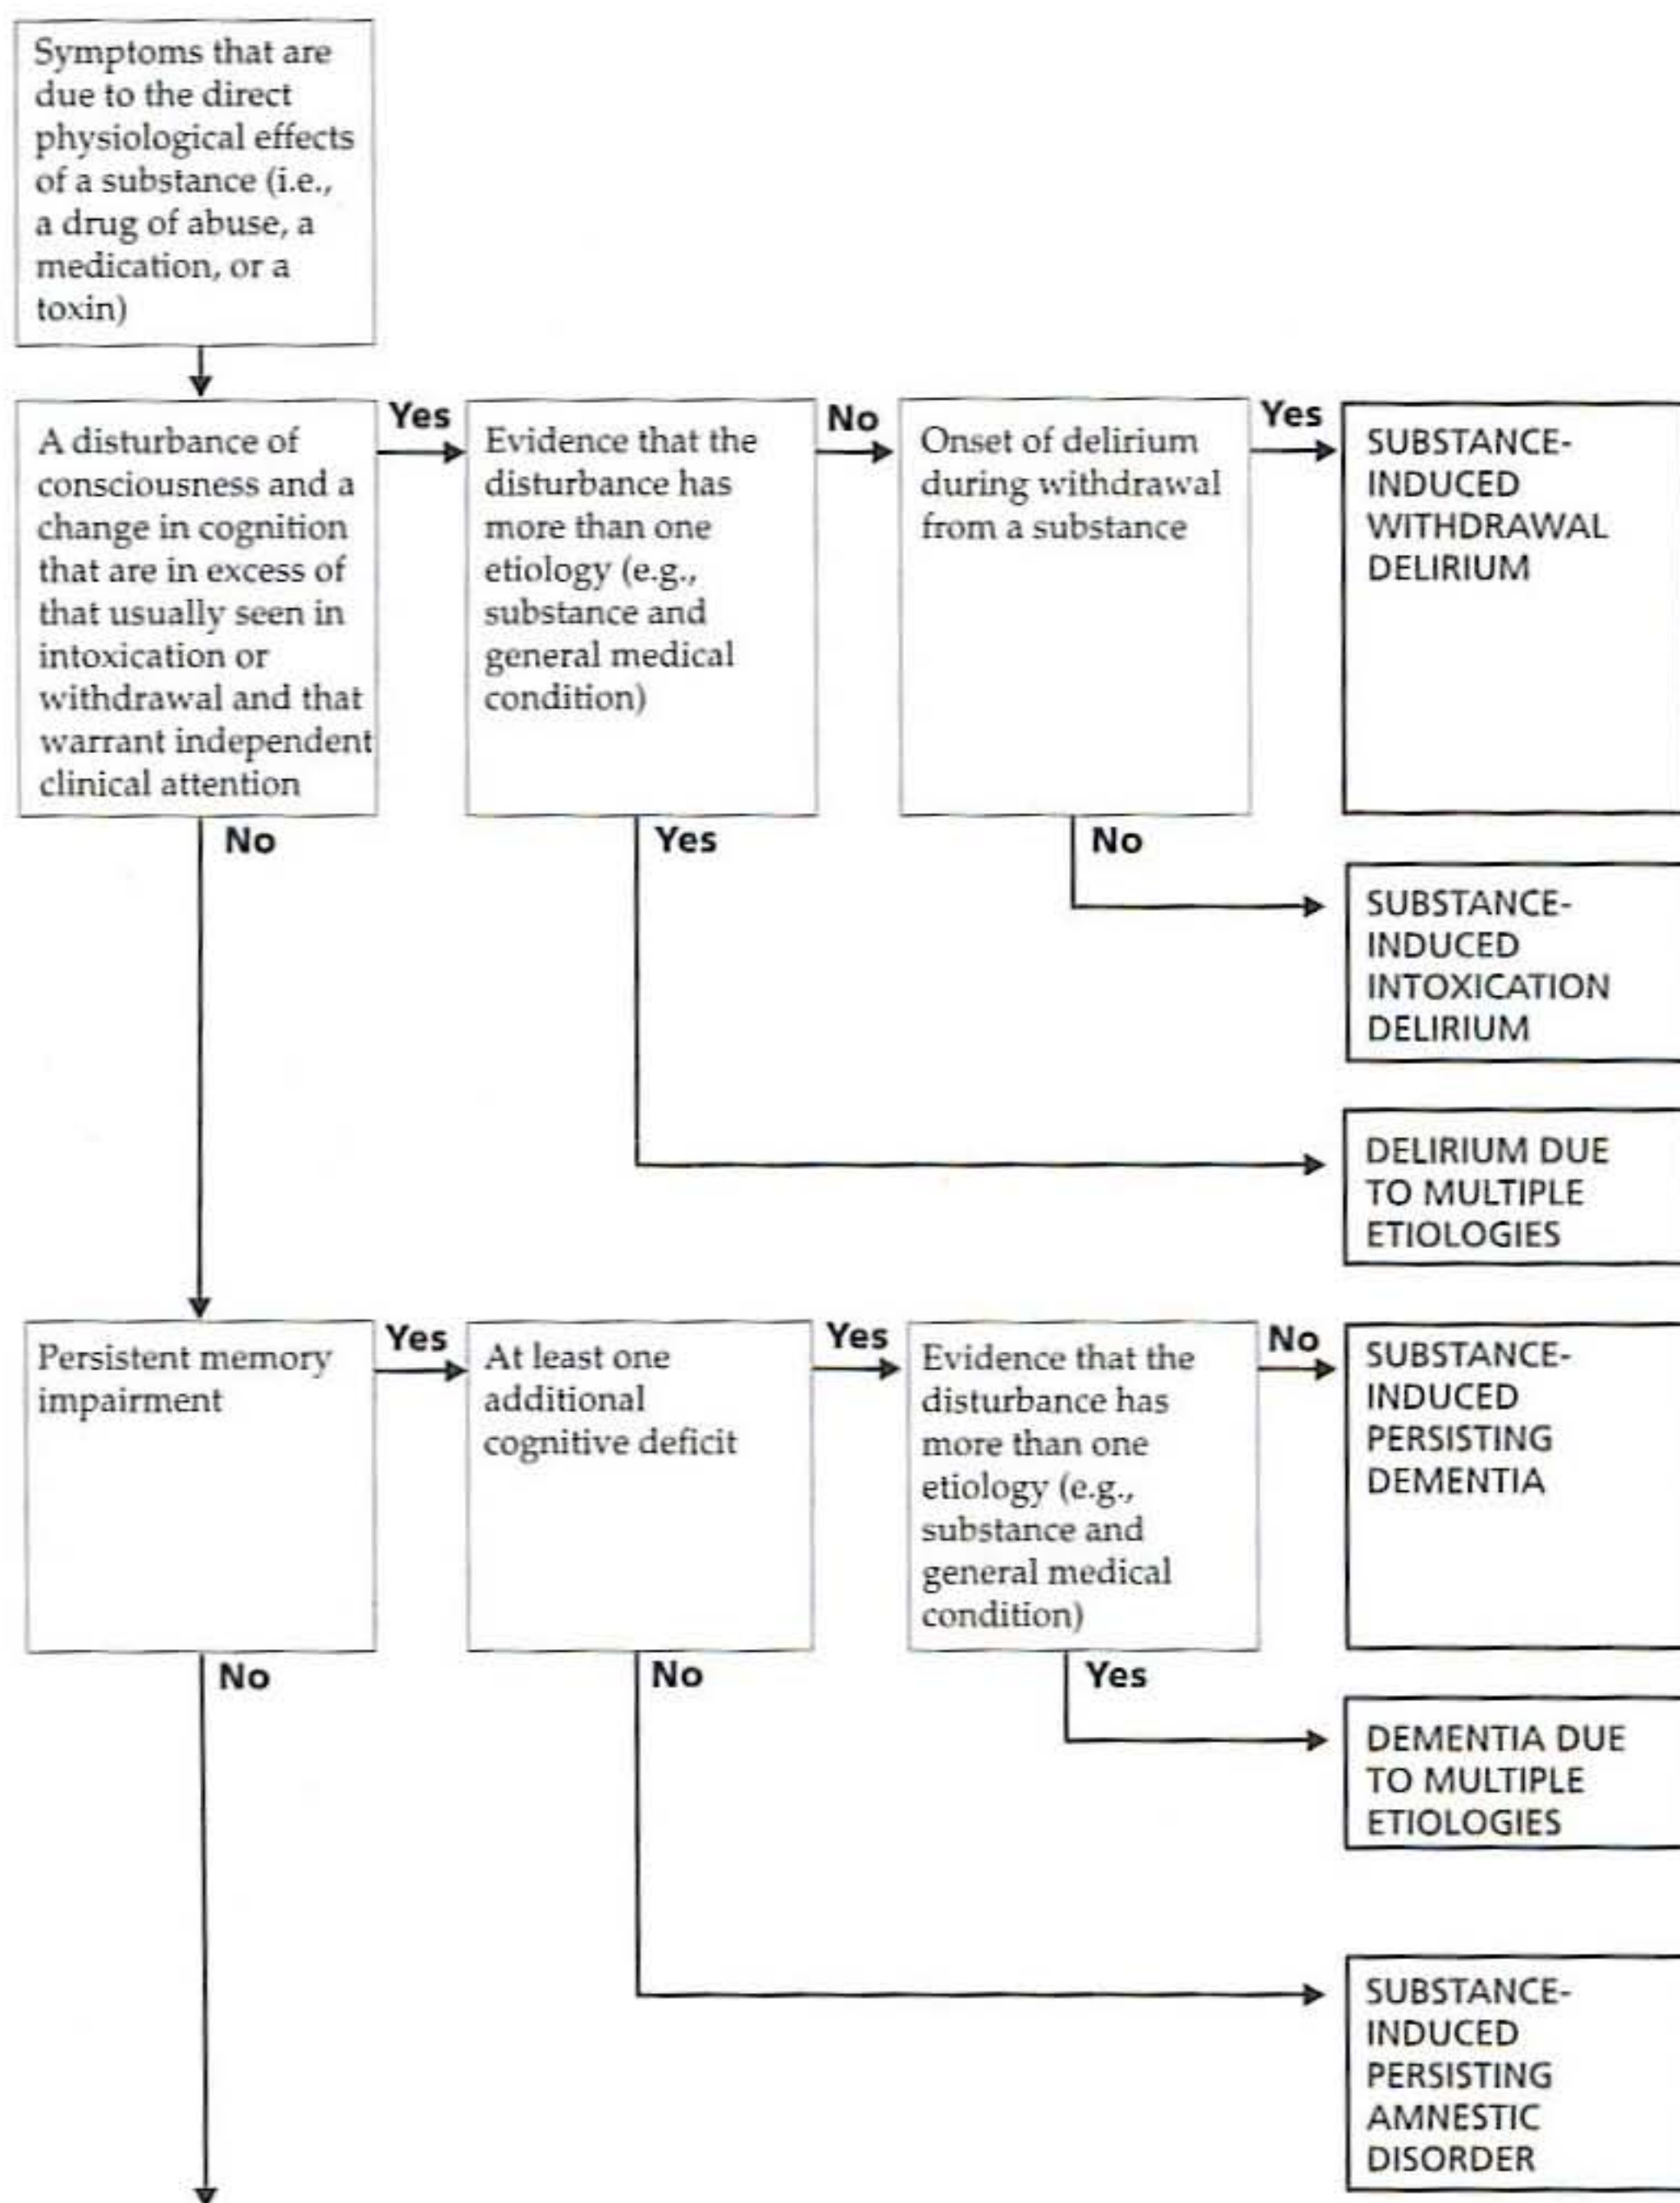 Symptoms that are
due to the direct
physiological effects
of a substance (i.e.,
a drug of abuse, a
medication, or a
toxin)
A disturbance of
consciousness and a
change in cognition
that are in excess of
that usually seen in
intoxication or
withdrawal and that
warrant independent
clinical attention
Yes
Evidence that the
disturbance has
more than one
etiology (e.g.,
substance and
general medical
condition)
No
Onset of delirium
during withdrawal
from a substance
Yes
SUBSTANCE-
INDUCED
WITHDRAWAL
DELIRIUM
No
Yes
No
SUBSTANCE-
INDUCED
INTOXICATION
DELIRIUM
DELIRIUM DUE
TO MULTIPLE
ETIOLOGIES
Persistent memory
impairment
Yes
At least one
additional
cognitive deficit
Yes
Evidence that the
disturbance has
more than one
etiology (e.g.,
substance and
general medical
condition)
No
SUBSTANCE-
INDUCED
PERSISTING
DEMENTIA
No
No
Yes
DEMENTIA DUE
TO MULTIPLE
ETIOLOGIES
SUBSTANCE-
INDUCED
PERSISTING
AMNESTIC
DISORDER